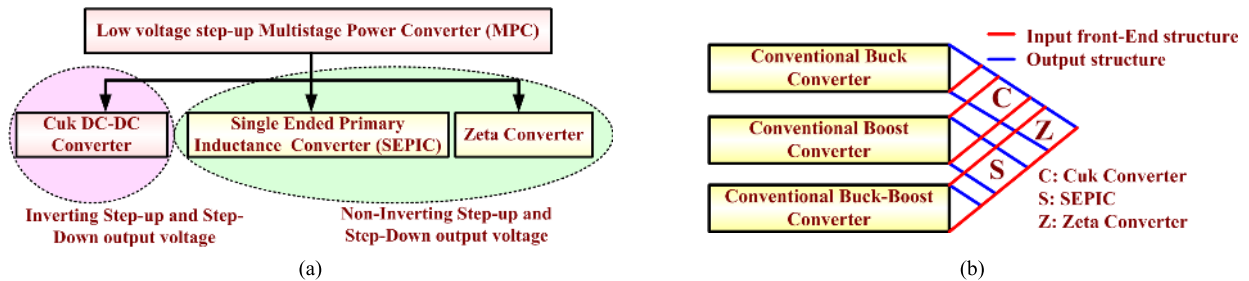 Low voltage step-up Multistage Power Converter (MPC)
Cuk DC-DC
Converter
Single Ended Primary
Inductance Converter (SEPIC)
Zeta Converter
Inverting Step-up and Step-
Down output voltage
Non-Inverting Step-up and
Step-Down output voltage
(a)
Conventional Buck
Converter
Conventional Boost
Converter
Conventional Buck-Boost
Converter
Input front-End structure
Output structure
C
Z
S
C: Cuk Converter
S: SEPIC
Z: Zeta Converter
(b)